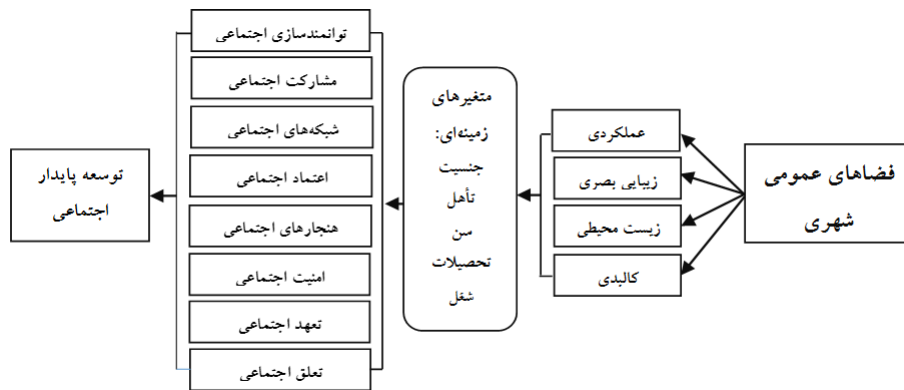 فضاهای عمومی
شهری
عملکردی
زیبایی بصری
زیست محیطی
کالبدی
متغیرهای
زمینه‌ای:
جنسیت
تأهل
سن
تحصیلات
شغل
توانمندسازی اجتماعی
مشارکت اجتماعی
شبکه‌های اجتماعی
اعتماد اجتماعی
هنجارهای اجتماعی
امنیت اجتماعی
تعهد اجتماعی
تعلق اجتماعی
توسعه پایدار
اجتماعی